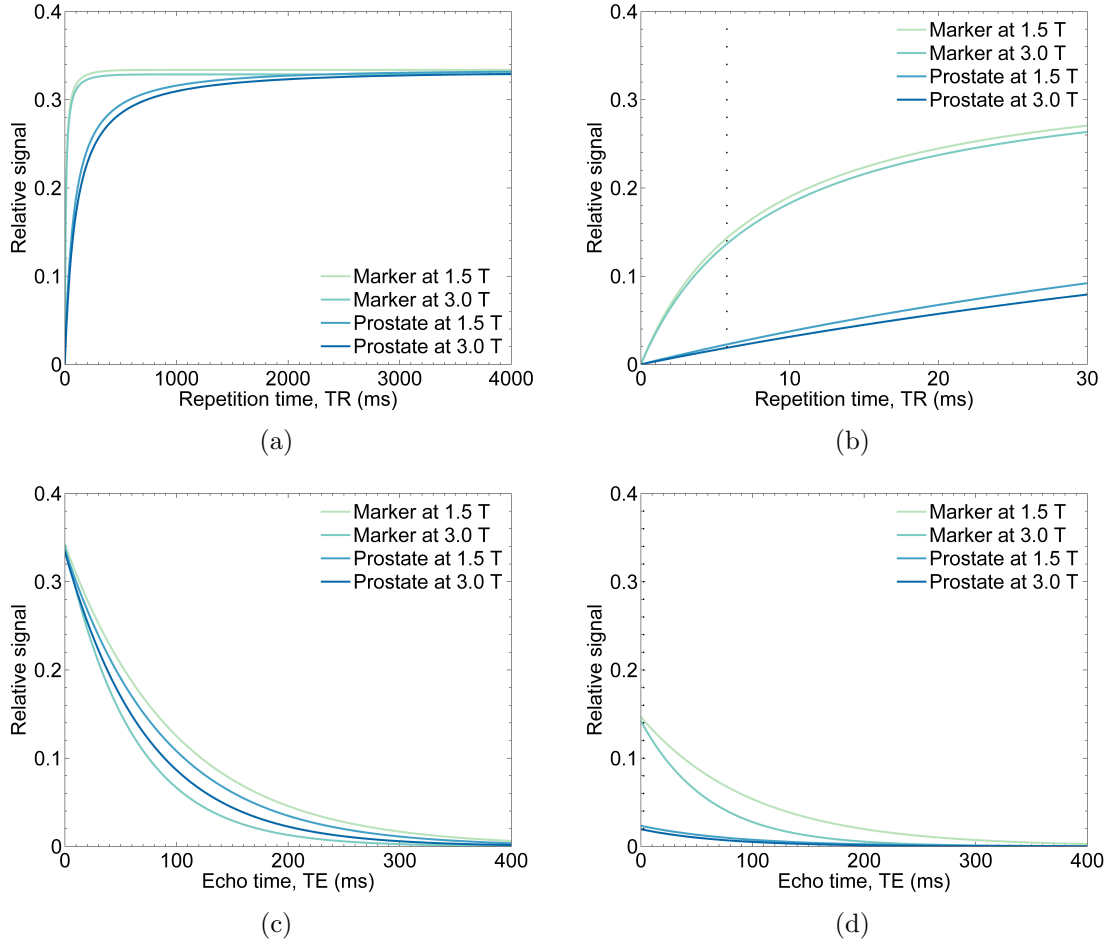 0.4
0.3
0.2
0.1
0
Relative signal
Marker at 1.5 T
Marker at 3.0 T
Prostate at 1.5 T
Prostate at 3.0 T
0 1000 2000 3000 4000
Repetition time, TR (ms)
(a)
0.4
0.3
0.2
0.1
0
Relative signal
Marker at 1.5 T
Marker at 3.0 T
Prostate at 1.5 T
Prostate at 3.0 T
0 10 20 30
Repetition time, TR (ms)
(b)
0.4
0.3
0.2
0.1
0
Relative signal
Marker at 1.5 T
Marker at 3.0 T
Prostate at 1.5 T
Prostate at 3.0 T
0 100 200 300 400
Echo time, TE (ms)
(c)
0.4
0.3
0.2
0.1
0
Relative signal
Marker at 1.5 T
Marker at 3.0 T
Prostate at 1.5 T
Prostate at 3.0 T
0 100 200 300 400
Echo time, TE (ms)
(d)